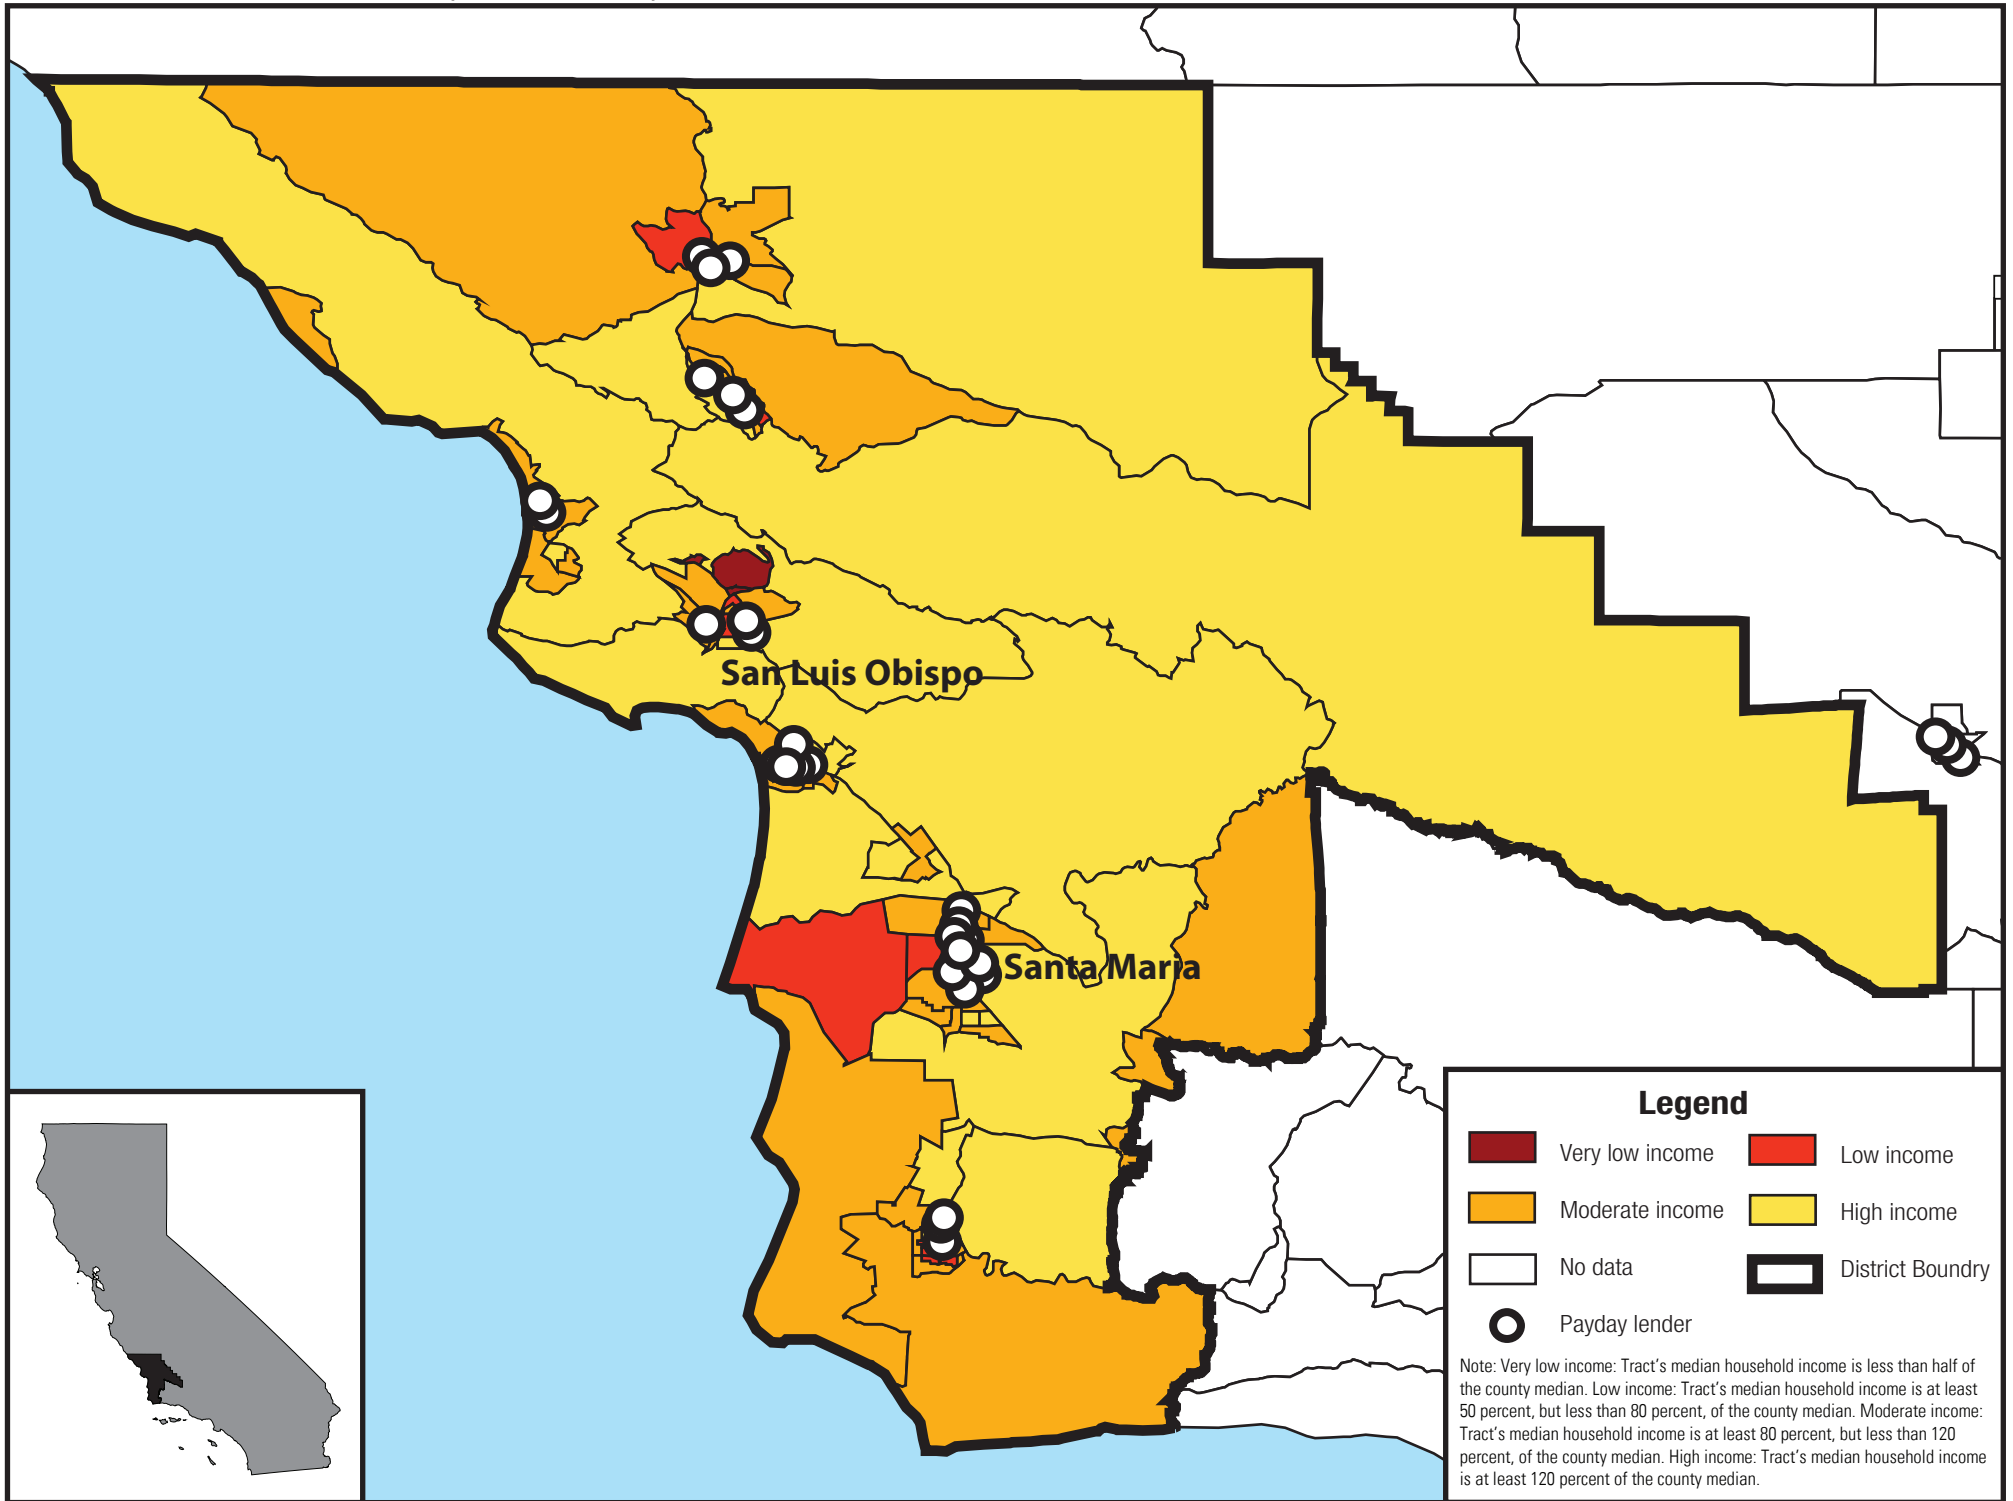 San Luis Obispo
Santa Maria
Legend
Very low income
Low income
Moderate income
High income
No data
District Boundry
Payday lender
Note: Very low income: Tract's median household income is less than half of
the county median. Low income: Tract's median household income is at least
50 percent, but less than 80 percent, of the county median. Moderate income:
Tract's median household income is at least 80 percent, but less than 120
percent, of the county median. High income: Tract's median household income
is at least 120 percent of the county median.